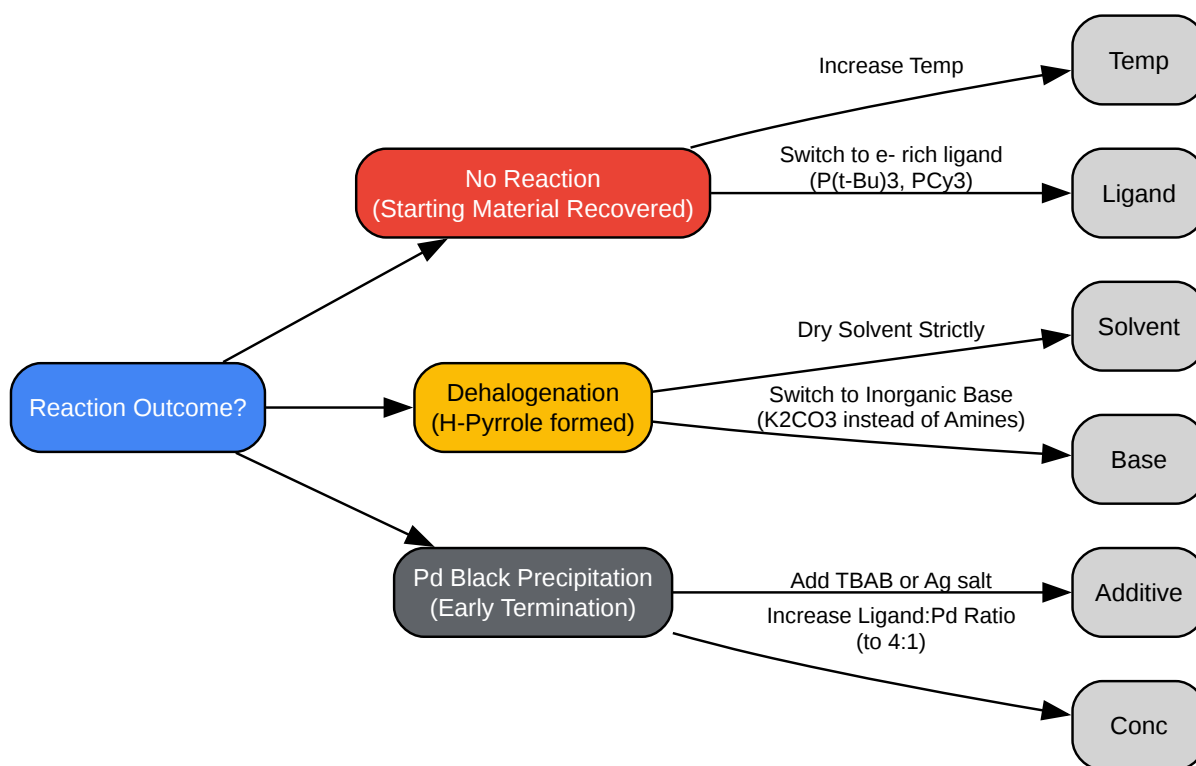 Increase Temp
Temp
Switch to e- rich ligand
(P(t-Bu)3, PCy3)
Ligand
No Reaction
(Starting Material Recovered)
Dry Solvent Strictly
Solvent
Reaction Outcome?
Dehalogenation
(H-Pyrrole formed)
Switch to Inorganic Base
(K2CO3 instead of Amines)
Base
Pd Black Precipitation
(Early Termination)
Add TBAB or Ag salt
Additive
Increase Ligand:Pd Ratio
(to 4:1)
Conc